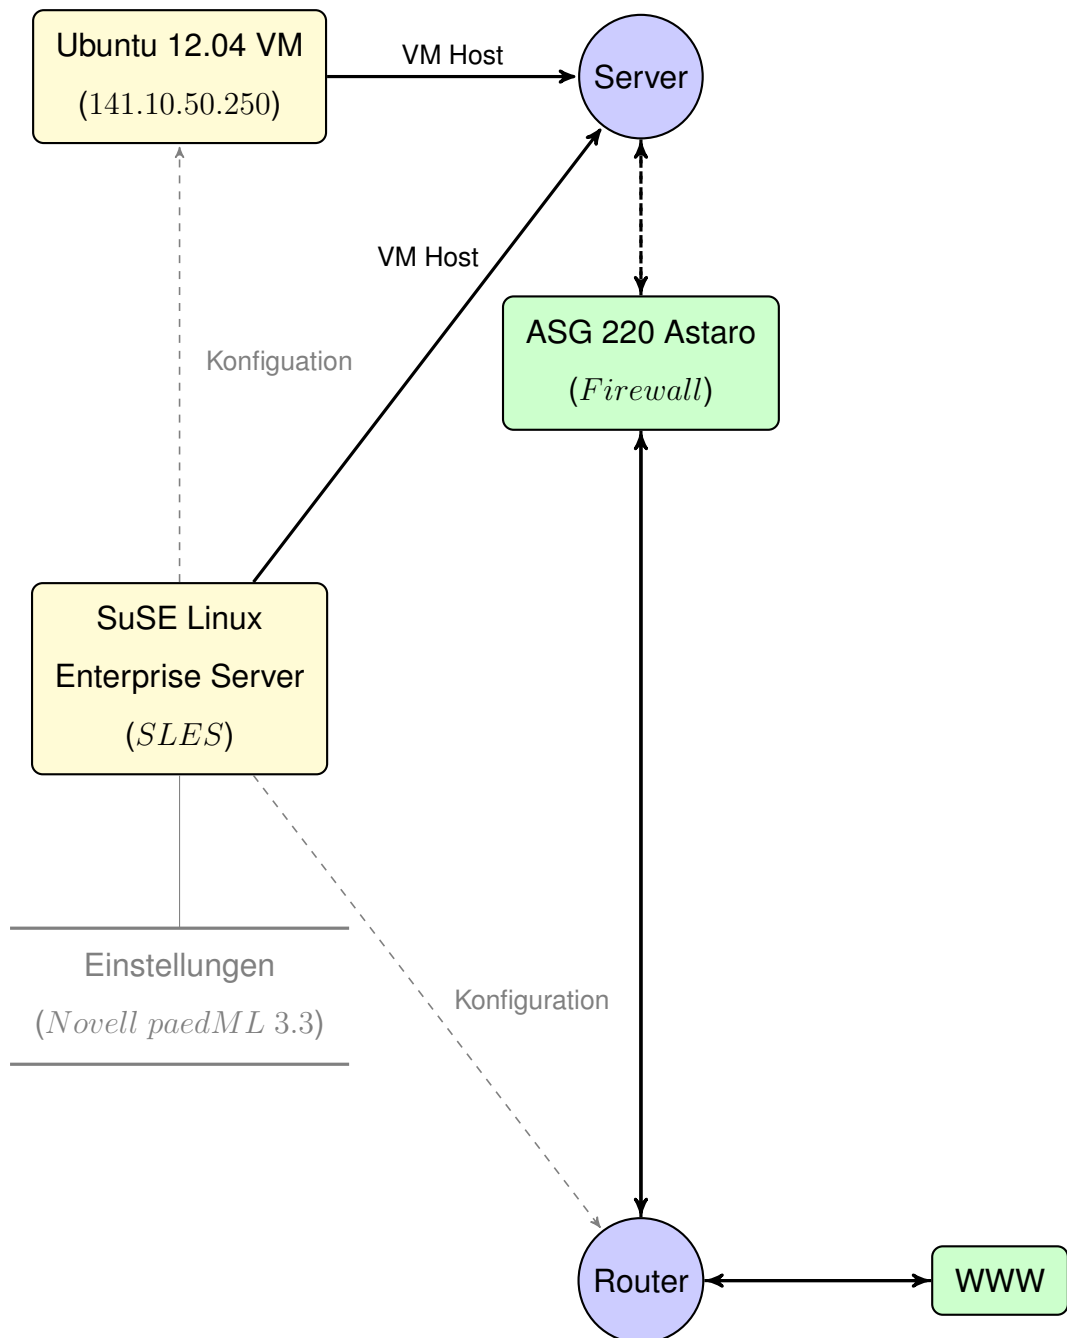 Ubuntu 12.04 VM
(141.10.50.250)
VM Host
Server
VM Host
Konfiguation
ASG 220 Astaro
(Firewall)
SuSE Linux
Enterprise Server
(SLES)
Einstellungen
(Novell paedML 3.3)
Konfiguration
Router
WWW